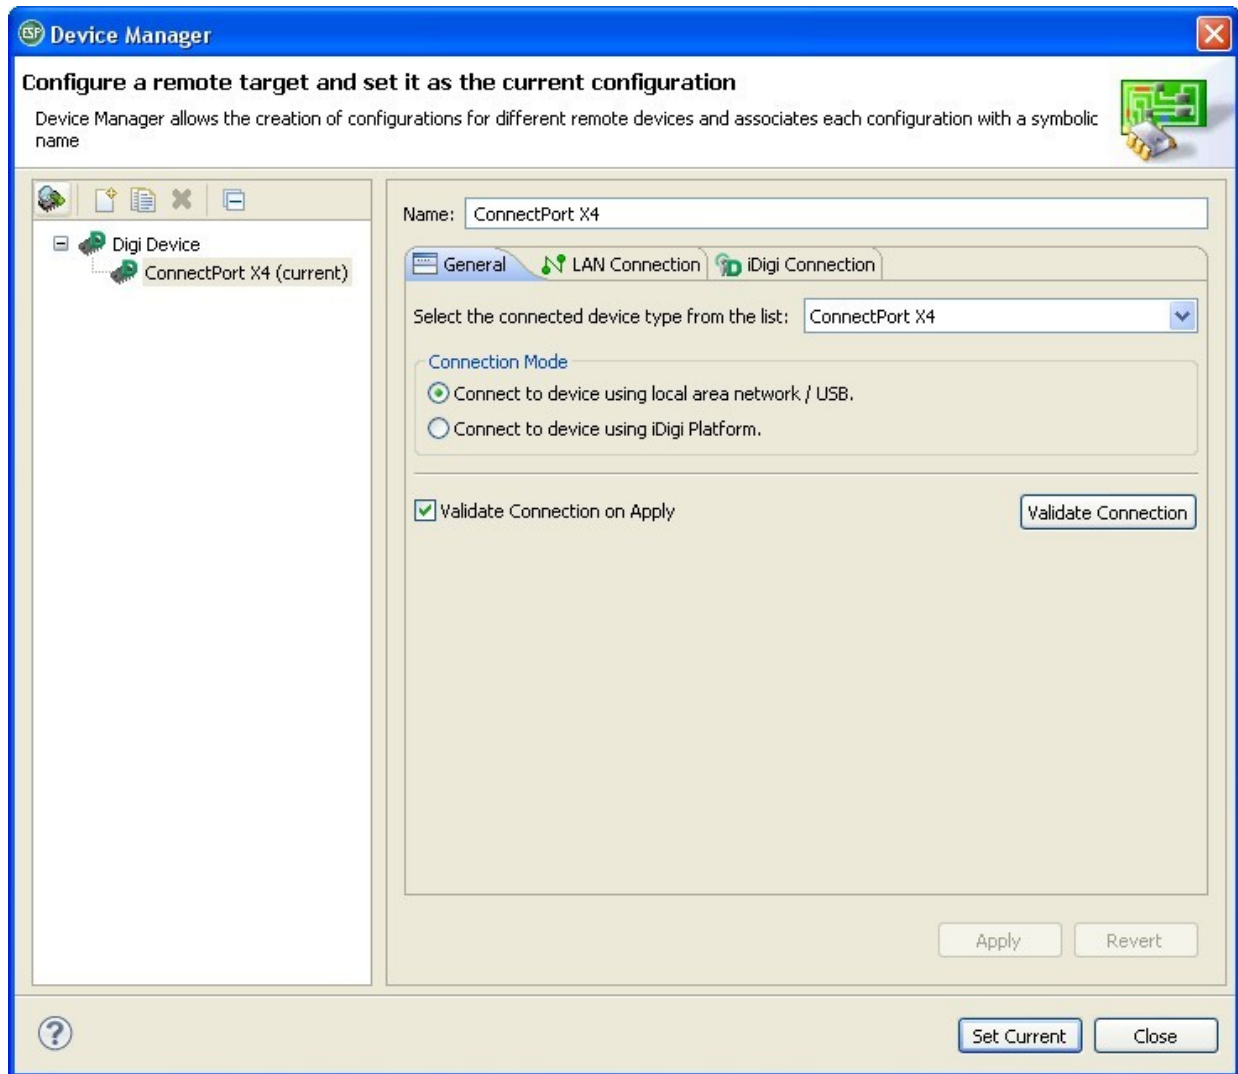 ESP Device Manager
Configure a remote target and set it as the current configuration
Device Manager allows the creation of configurations for different remote devices and associates each configuration with a symbolic
name
Digi Device
ConnectPort X4 (current)
Name: ConnectPort X4
General LAN Connection iDigi Connection
Select the connected device type from the list: ConnectPort X4
Connection Mode
Connect to device using local area network / USB.
Connect to device using iDigi Platform.
Validate Connection on Apply Validate Connection
Apply Revert
? Set Current Close